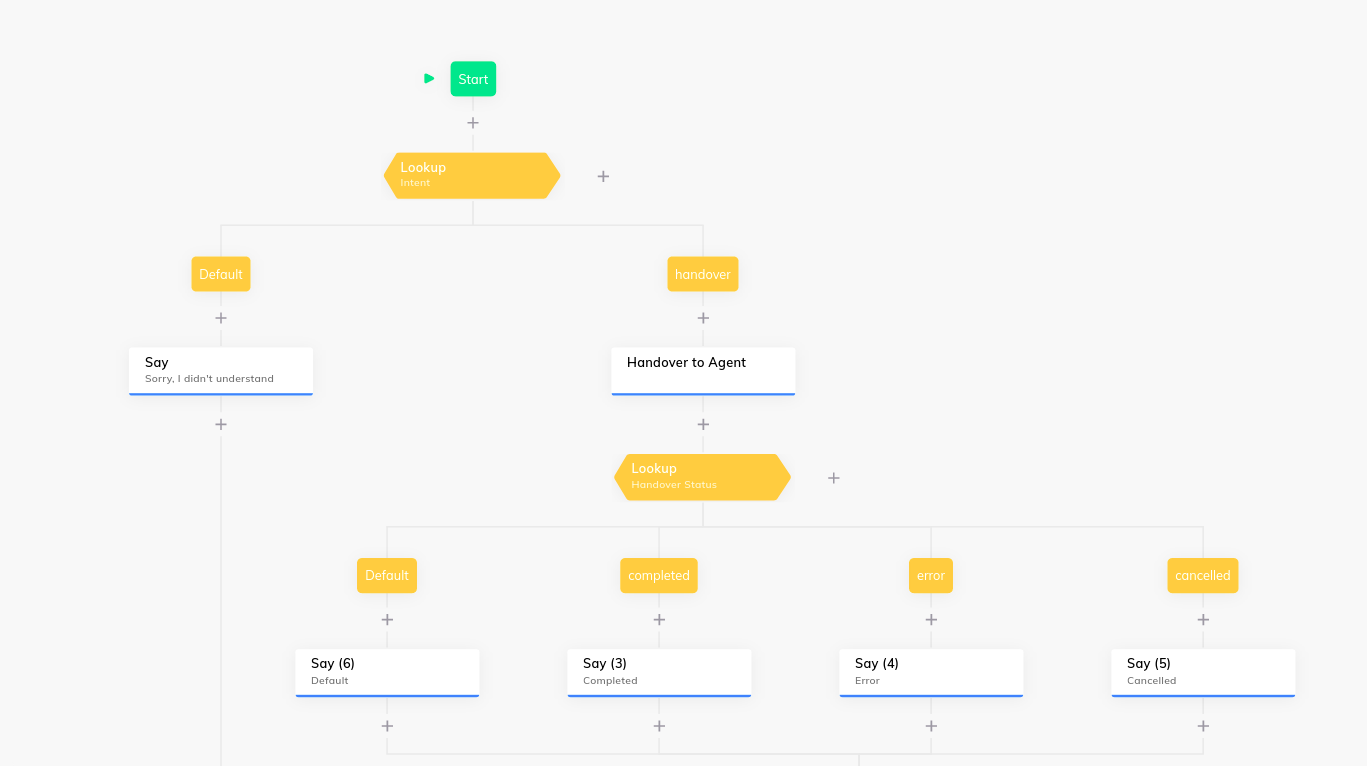 Start
Lookup
Intent
Default
handover
Say
Sorry, I didn't understand
Handover to Agent
Lookup
Handover Status
Default
completed
error
cancelled
Say (6)
Default
Say (3)
Completed
Say (4)
Error
Say (5)
Cancelled